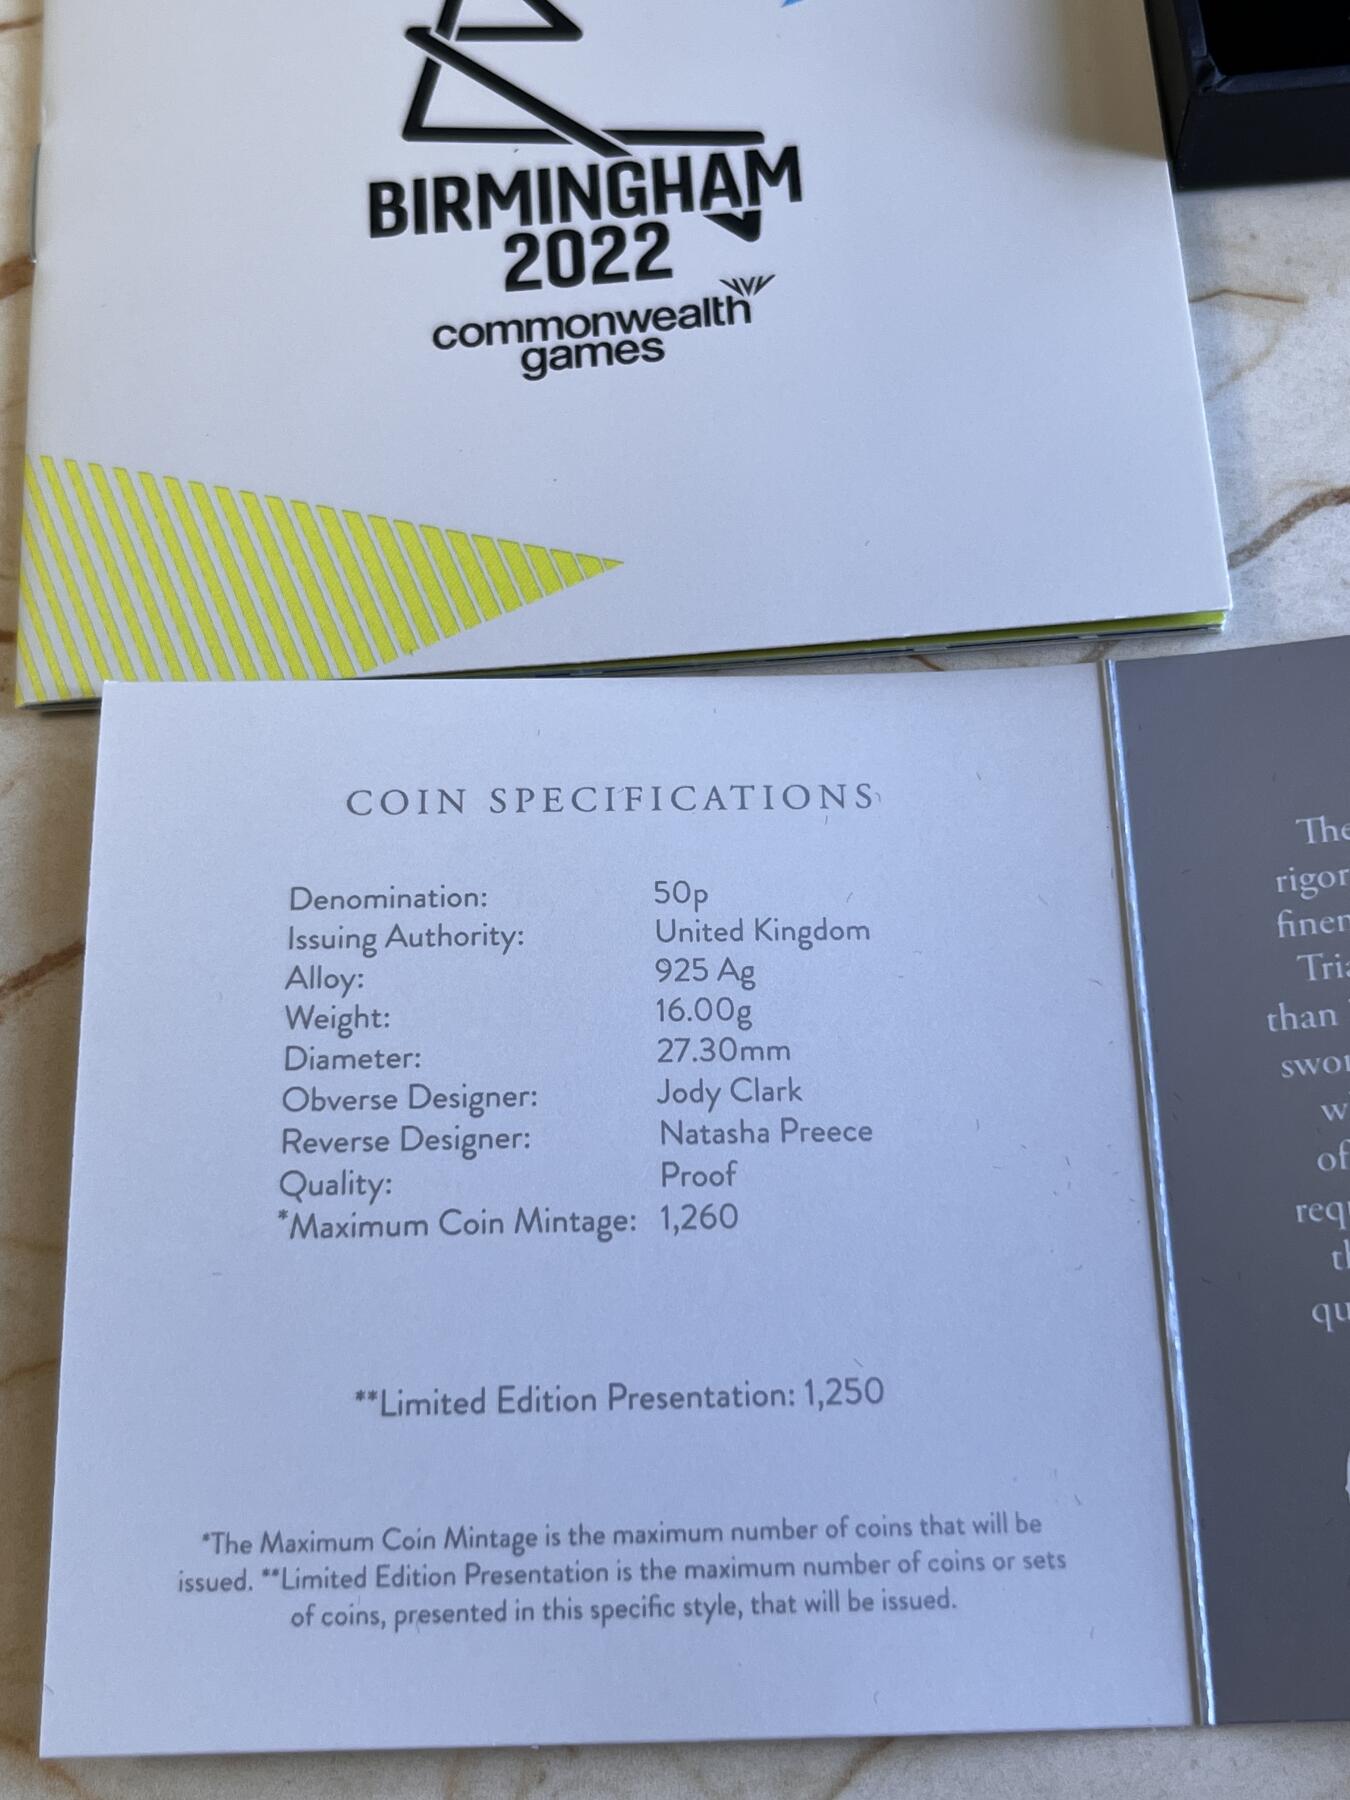 BIRMINGHAM
2022
commonwealth
games
COIN SPECIFICATIONS
Denomination: 50p
Issuing Authority: United Kingdom
Alloy: 925 Ag
Weight: 16.00g
Diameter: 27.30mm
Obverse Designer: Jody Clark
Reverse Designer: Natasha Preece
Quality: Proof
*Maximum Coin Mintage: 1,260
**Limited Edition Presentation: 1,250
*The Maximum Coin Mintage is the maximum number of coins that will be
issued. **Limited Edition Presentation is the maximum number of coins or sets
of coins, presented in this specific style, that will be issued.
The
than
of